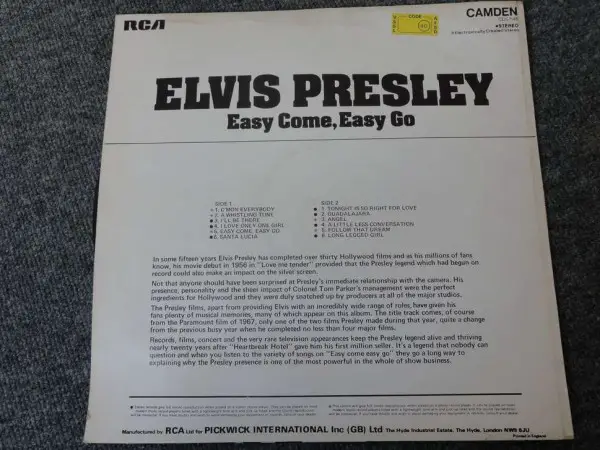 RCA
CODE
CAMDEN
STEREO
Electronically Created Stereo
ELVIS PRESLEY
Easy Come, Easy Go
SIDE 1
1. C'MON EVERYBODY
2. A WHISTLING TUNE
3. I'LL BE THERE
4. I LOVE ONLY ONE GIRL
5. EASY COME, EASY GO
6. SANTA LUCIA
SIDE 2
1. TONIGHT IS SO RIGHT FOR LOVE
2. GUADALAJARA
3. ANGEL
4. A LITTLE LESS CONVERSATION
5. FOLLOW THAT DREAM
6. LONG LEGGED GIRL
In some fifteen years Elvis Presley has completed over thirty Hollywood films and as his millions of fans
know, his movie debut in 1956 in "Love me tender" provided that the Presley legend which had begun on
record could also make an impact on the silver screen.
Not that anyone should have been surprised at Presley's immediate relationship with the camera. His
presence, personality and the sheer impact of Colonel Tom Parker's management were the perfect
ingredients for Hollywood and they were duly snatched up by producers at all of the major studios.
The Presley films, apart from providing Elvis with an incredibly wide range of roles, have given his
fans plenty of musical memories, many of which appear on this album. The title track comes, of course
from the Paramount film of 1967, only one of the two films Presley made during that year, quite a change
from the previous busy year when he completed no less than four major films.
Records, films, concert and the very rare television appearances keep the Presley legend alive and thriving
nearly twenty years after "Heartbreak Hotel" gave him his first million seller. It's a legend that nobody can
question and when you listen to the variety of songs on "Easy come easy go" they go a long way to
explaining why the Presley presence is one of the most powerful in the whole of show business.
Manufactured by RCA Ltd for PICKWICK INTERNATIONAL Inc (GB) Ltd The Hyde Industrial Estate, The Hyde, London NW9 6JU
Printed in England